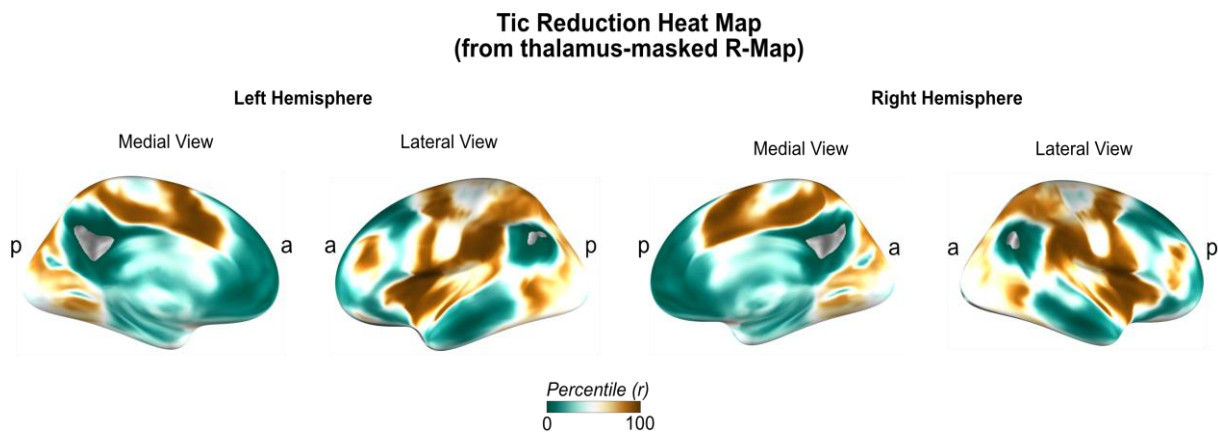 Tic Reduction Heat Map
(from thalamus-masked R-Map)
Left Hemisphere
Right Hemisphere
Medial View
Lateral View
Medial View
Lateral View
p
a
a
p
p
a
a
p
Percentile (r)
0
100